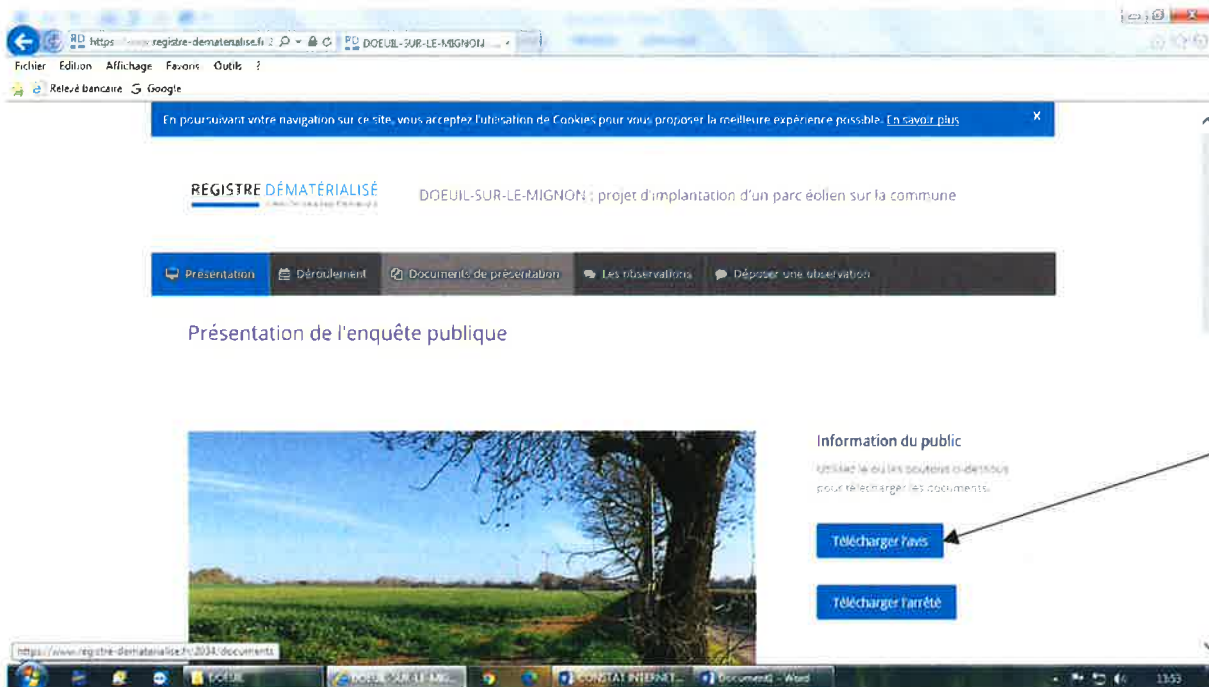 https://www.registre-dematerialise.fr/2
DOEUIL-SUR-LE-MIGNON ...
Fichier Edition Affichage Favoris Outils ?
Relevé bancaire Google
En poursuivant votre navigation sur ce site, vous acceptez l'utilisation de Cookies pour vous proposer la meilleure expérience possible. En savoir plus x
REGISTRE DÉMATÉRIALISÉ
DOEUIL-SUR-LE-MIGNON : projet d'implantation d'un parc éolien sur la commune
Présentation Déroulement Documents de présentation Les observations Déposer une observation
Présentation de l'enquête publique
Information du public
Utilisez le ou les boutons ci-dessous
pour télécharger les documents.
Télécharger l'avis
Télécharger l'arrêté
https://www.registre-dematerialise.fr/2034/documents
DOEUIL DOEUIL-SUR-LE-MIG... CONSTAT INTERNET... Document1 - Word 13:53